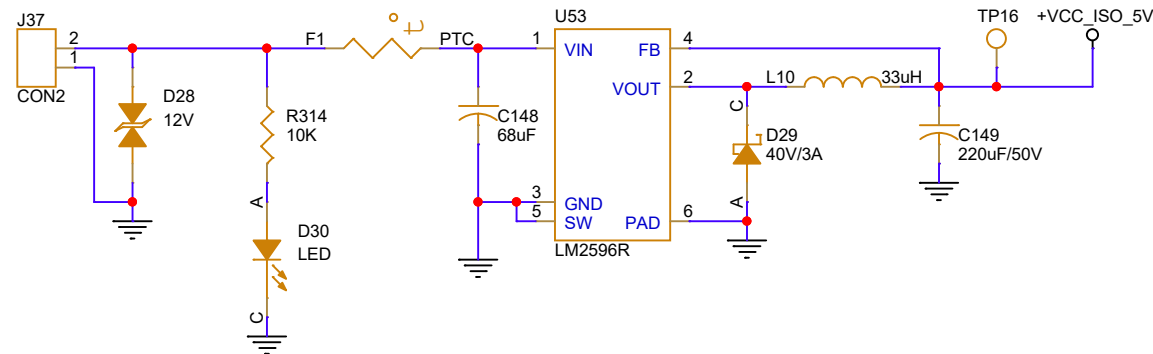 J37
2
1
CON2
D28
12V
R314
10K
A
D30
LED
C
F1
t
PTC
C148
68uF
U53
1
VIN
FB
4
VOUT
2
3
GND
5
SW
PAD
6
LM2596R
L10
33uH
C
D29
40V/3A
A
TP16
+VCC_ISO_5V
C149
220uF/50V